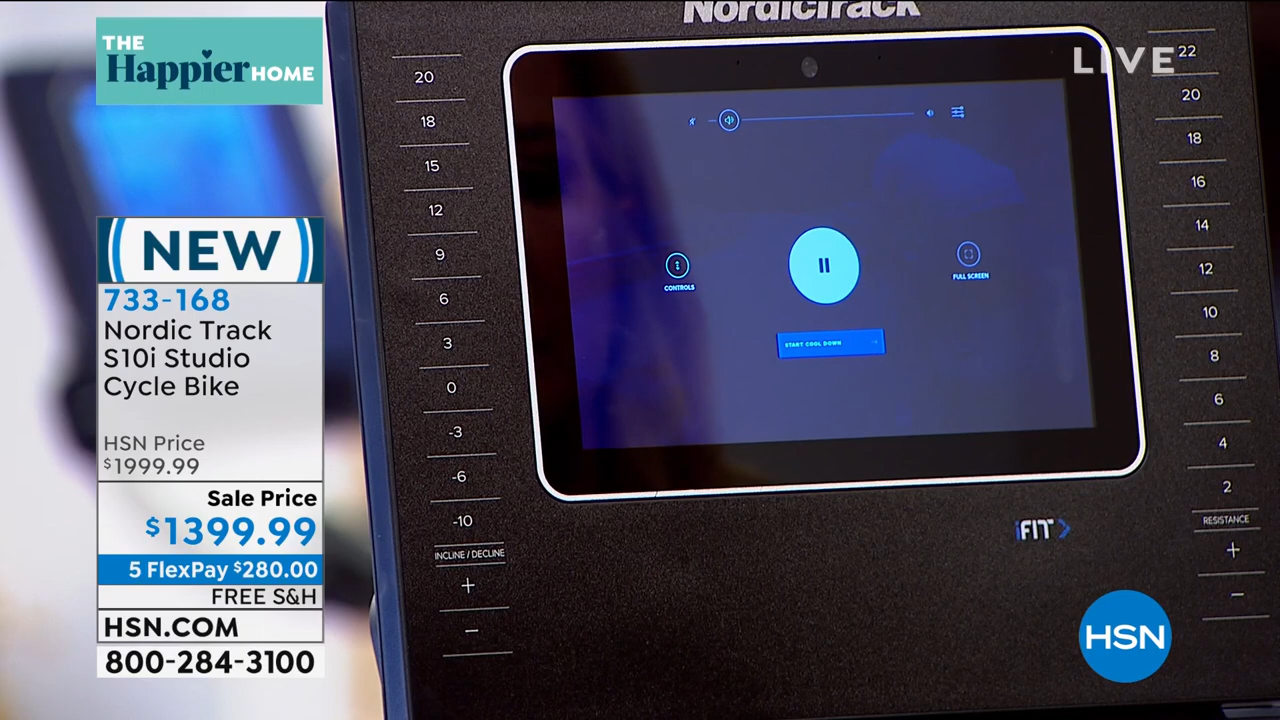 THE
Happier HOME
NEW
733-168
Nordic Track
S10i Studio
Cycle Bike
HSN Price
$1999.99
Sale Price
$1399.99
5 FlexPay $280.00
FREE S&H
HSN.COM
800-284-3100
NordicTrack
LIVE
20
18
15
12
9
6
3
0
-3
-6
-10
INCLINE / DECLINE
+
−
CONTROLS
FULL SCREEN
START COOL DOWN
iFIT
22
20
18
16
14
12
10
8
6
4
2
RESISTANCE
+
−
HSN